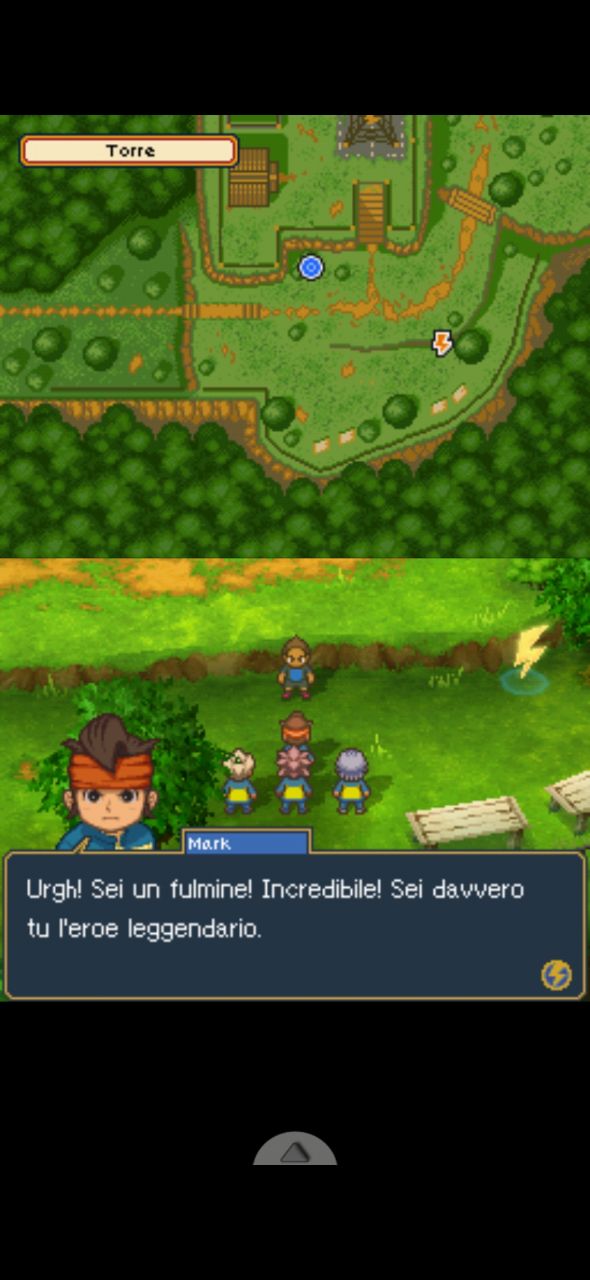 Torre
Mark
Urgh! Sei un fulmine! Incredibile! Sei davvero
tu l'eroe leggendario.